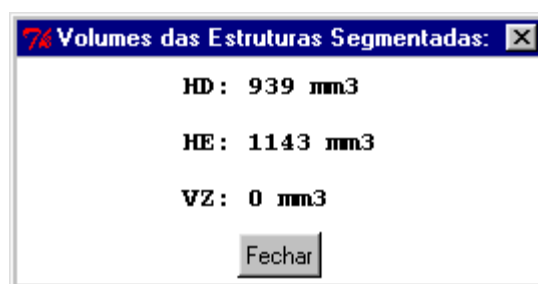 Volumes das Estruturas Segmentadas:
HD: 939 mm3
HE: 1143 mm3
VZ: 0 mm3
Fechar